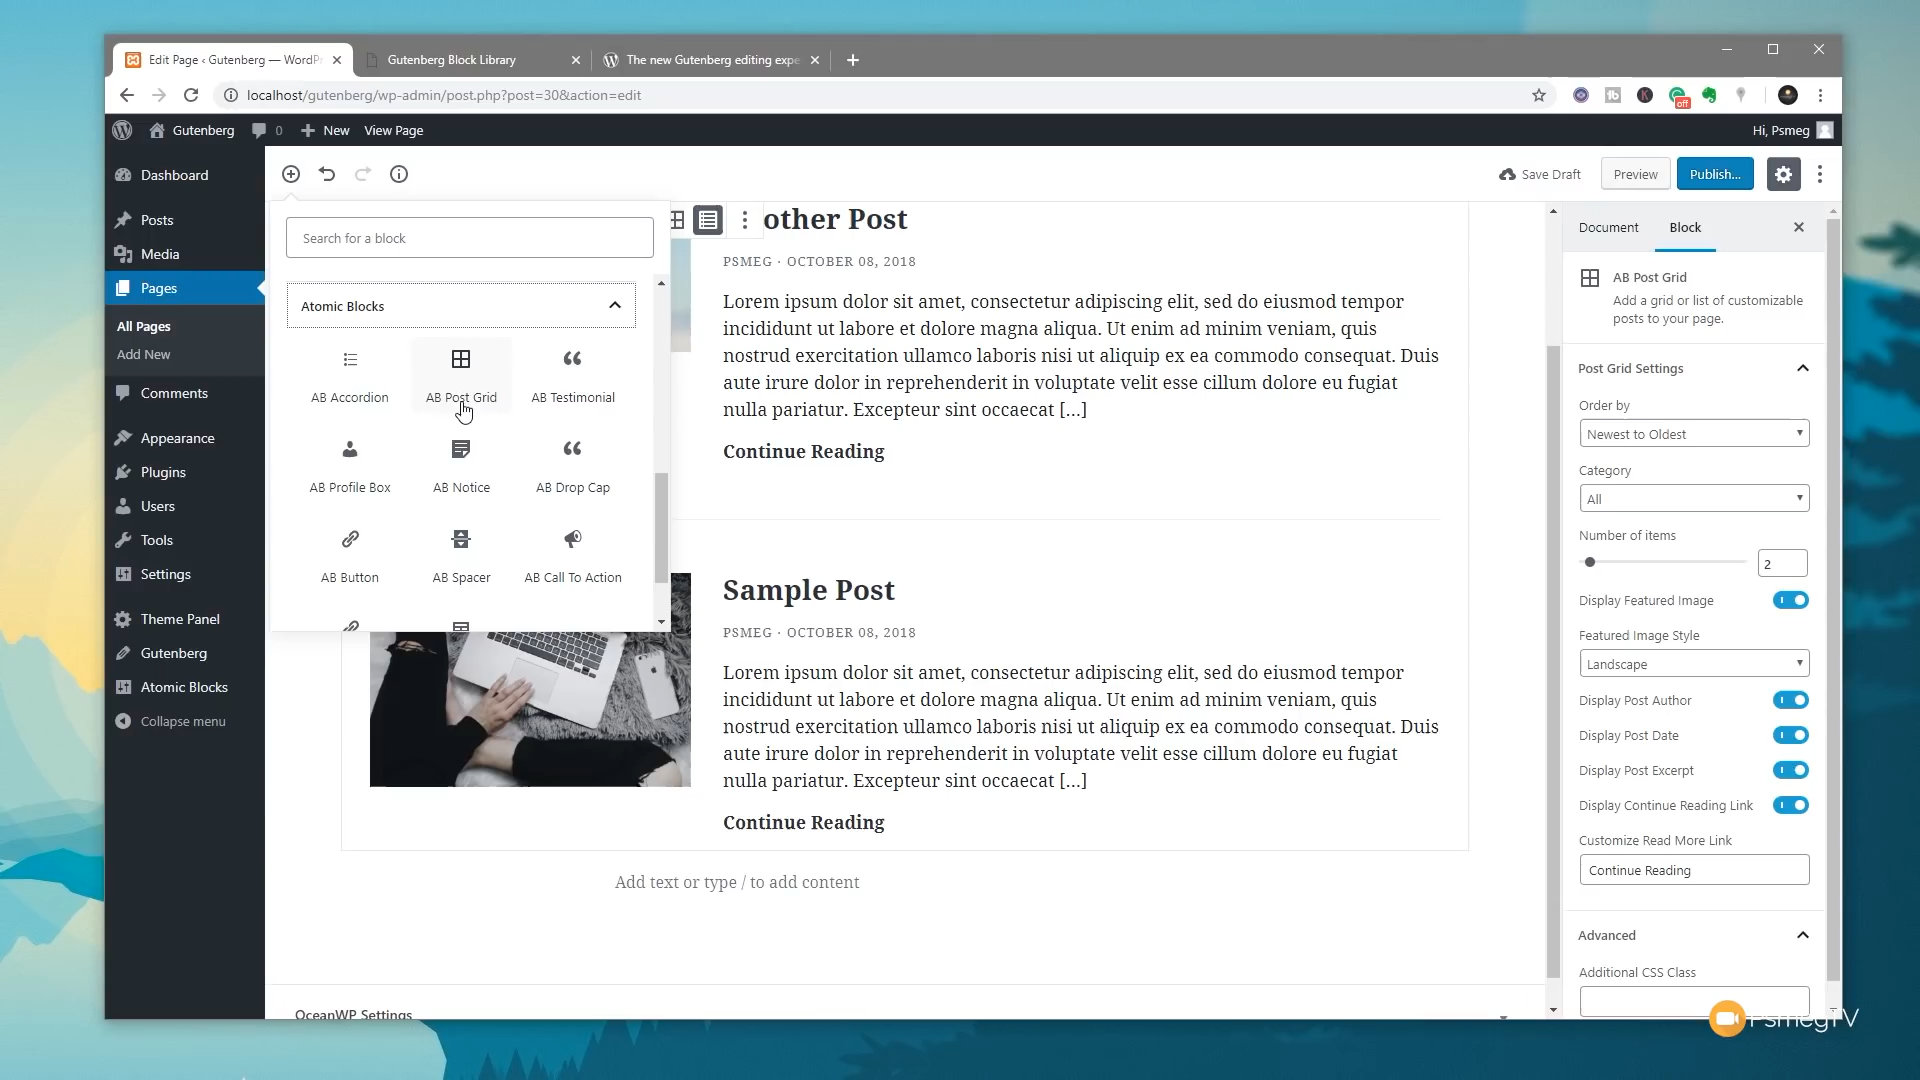 Edit Page ‹ Gutenberg — WordPr
Gutenberg Block Library
The new Gutenberg editing expe
localhost/gutenberg/wp-admin/post.php?post=30&action=edit
off
Gutenberg
0
New
View Page
Hi, Psmeg
Dashboard
Posts
Media
Pages
All Pages
Add New
Comments
Appearance
Plugins
Users
Tools
Settings
Theme Panel
Gutenberg
Atomic Blocks
Collapse menu
Save Draft
Preview
Publish...
Search for a block
Atomic Blocks
AB Accordion
AB Post Grid
AB Testimonial
AB Profile Box
AB Notice
AB Drop Cap
AB Button
AB Spacer
AB Call To Action
other Post
PSMEG · OCTOBER 08, 2018
Lorem ipsum dolor sit amet, consectetur adipiscing elit, sed do eiusmod tempor
incididunt ut labore et dolore magna aliqua. Ut enim ad minim veniam, quis
nostrud exercitation ullamco laboris nisi ut aliquip ex ea commodo consequat. Duis
aute irure dolor in reprehenderit in voluptate velit esse cillum dolore eu fugiat
nulla pariatur. Excepteur sint occaecat […]
Continue Reading
Sample Post
PSMEG · OCTOBER 08, 2018
Lorem ipsum dolor sit amet, consectetur adipiscing elit, sed do eiusmod tempor
incididunt ut labore et dolore magna aliqua. Ut enim ad minim veniam, quis
nostrud exercitation ullamco laboris nisi ut aliquip ex ea commodo consequat. Duis
aute irure dolor in reprehenderit in voluptate velit esse cillum dolore eu fugiat
nulla pariatur. Excepteur sint occaecat […]
Continue Reading
Add text or type / to add content
OceanWP Settings
Document
Block
AB Post Grid
Add a grid or list of customizable
posts to your page.
Post Grid Settings
Order by
Newest to Oldest
Category
All
Number of items
2
Display Featured Image
Featured Image Style
Landscape
Display Post Author
Display Post Date
Display Post Excerpt
Display Continue Reading Link
Customize Read More Link
Continue Reading
Advanced
Additional CSS Class
PsmegTV